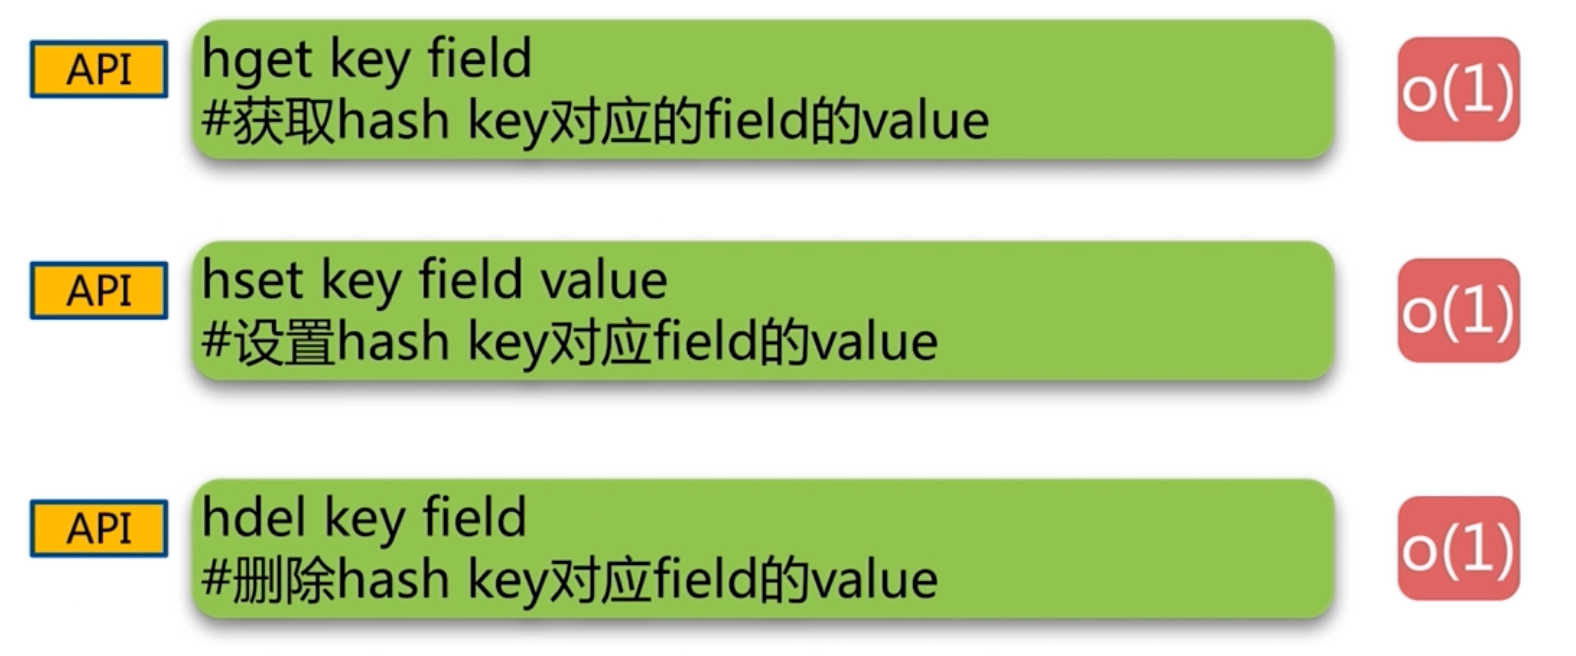 API
hget key field
#获取hash key对应的field的value
o(1)
API
hset key field value
#设置hash key对应field的value
o(1)
API
hdel key field
#删除hash key对应field的value
o(1)